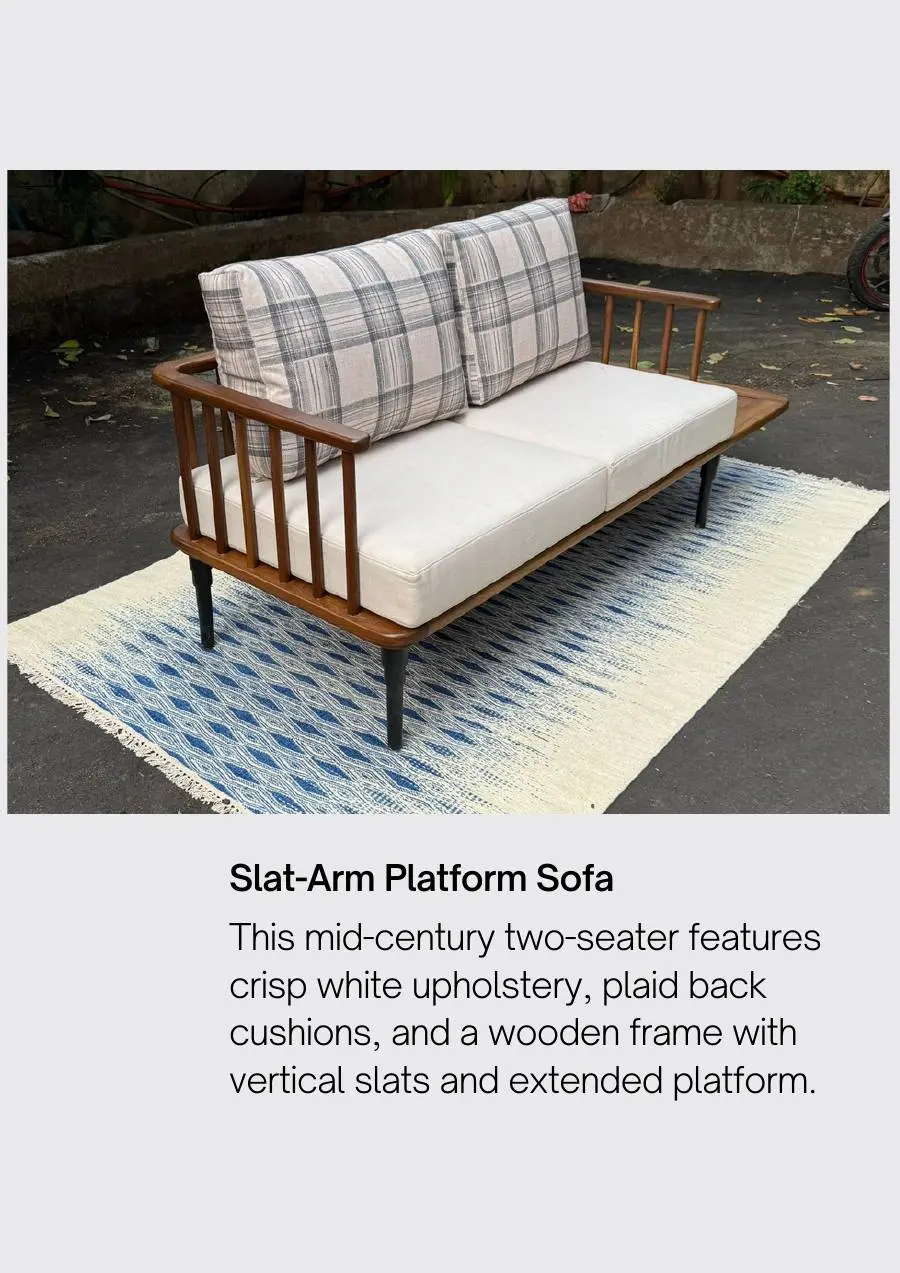 Slat-Arm Platform Sofa
This mid-century two-seater features
crisp white upholstery, plaid back
cushions, and a wooden frame with
vertical slats and extended platform.